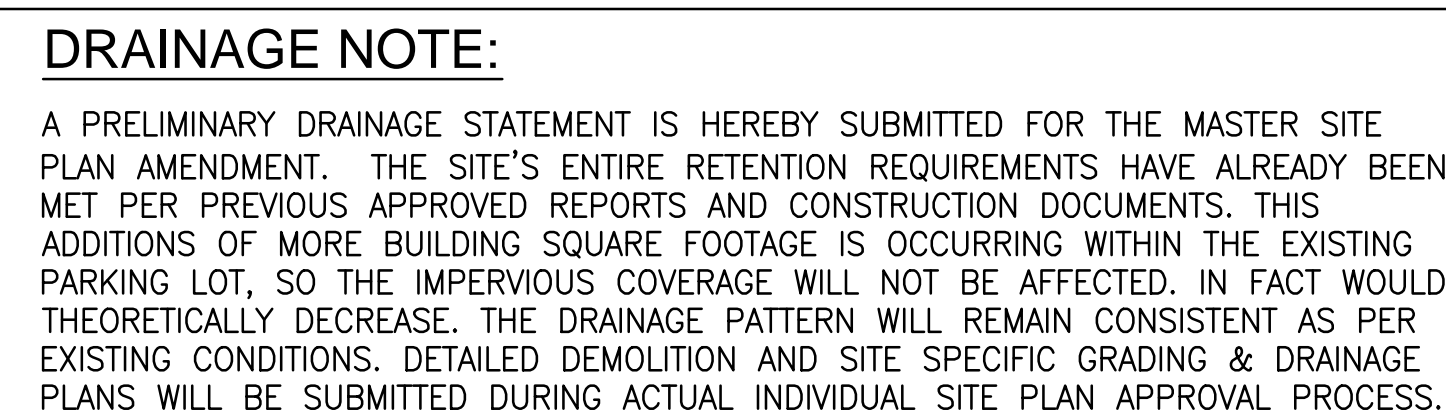 DRAINAGE NOTE:
A PRELIMINARY DRAINAGE STATEMENT IS HEREBY SUBMITTED FOR THE MASTER SITE
PLAN AMENDMENT. THE SITE'S ENTIRE RETENTION REQUIREMENTS HAVE ALREADY BEEN
MET PER PREVIOUS APPROVED REPORTS AND CONSTRUCTION DOCUMENTS. THIS
ADDITIONS OF MORE BUILDING SQUARE FOOTAGE IS OCCURRING WITHIN THE EXISTING
PARKING LOT, SO THE IMPERVIOUS COVERAGE WILL NOT BE AFFECTED. IN FACT WOULD
THEORETICALLY DECREASE. THE DRAINAGE PATTERN WILL REMAIN CONSISTENT AS PER
EXISTING CONDITIONS. DETAILED DEMOLITION AND SITE SPECIFIC GRADING & DRAINAGE
PLANS WILL BE SUBMITTED DURING ACTUAL INDIVIDUAL SITE PLAN APPROVAL PROCESS.